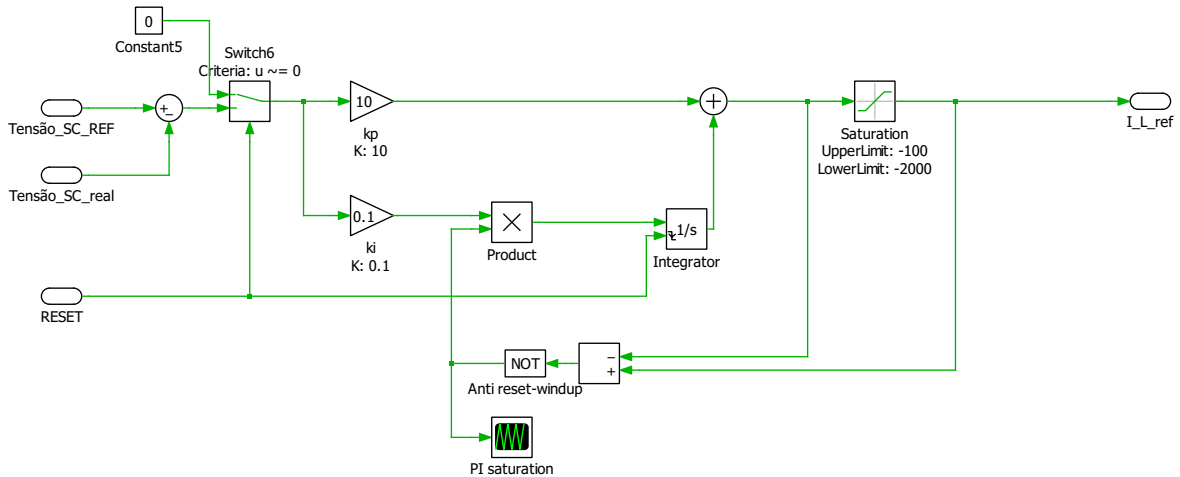 0
Constant5
Switch6
Criteria: u ~= 0
Tensão_SC_REF
+
−
10
kp
K: 10
+
Saturation
UpperLimit: -100
LowerLimit: -2000
I_L_ref
Tensão_SC_real
0.1
ki
K: 0.1
×
Product
1/s
Integrator
RESET
NOT
−
+
Anti reset-windup
PI saturation